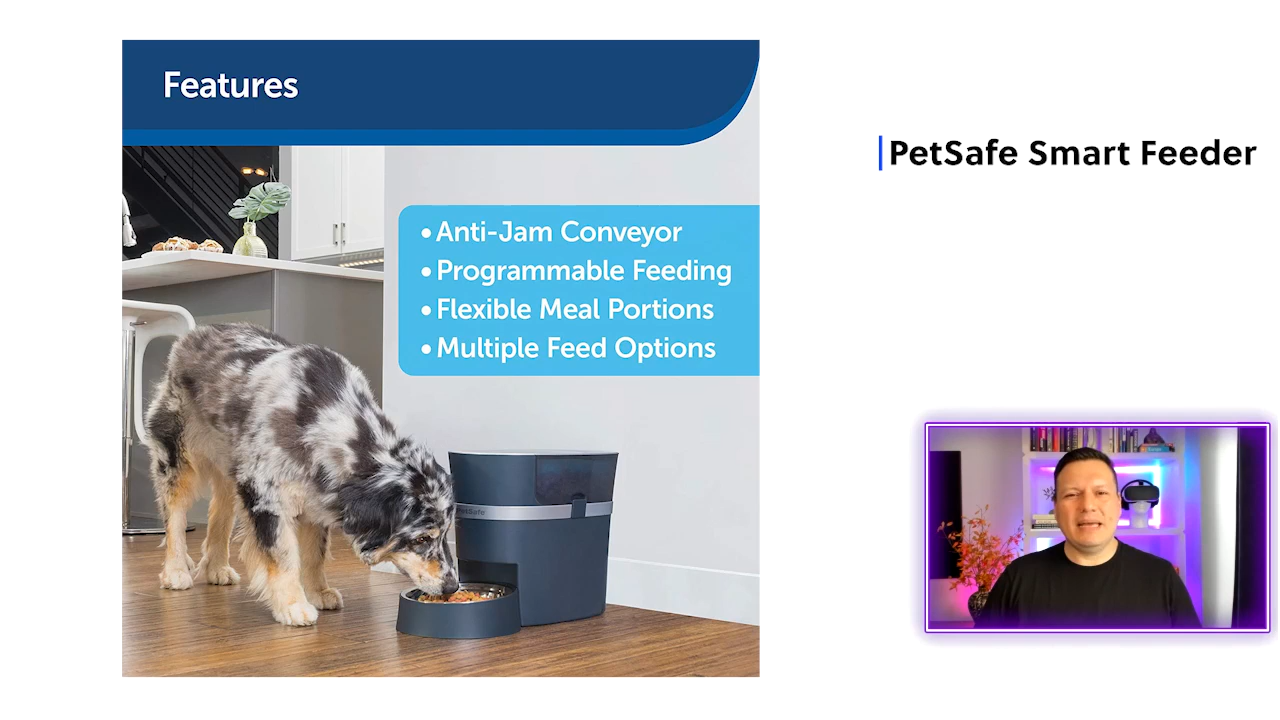 Features
• Anti-Jam Conveyor
• Programmable Feeding
• Flexible Meal Portions
• Multiple Feed Options
PetSafe Smart Feeder
PetSafe